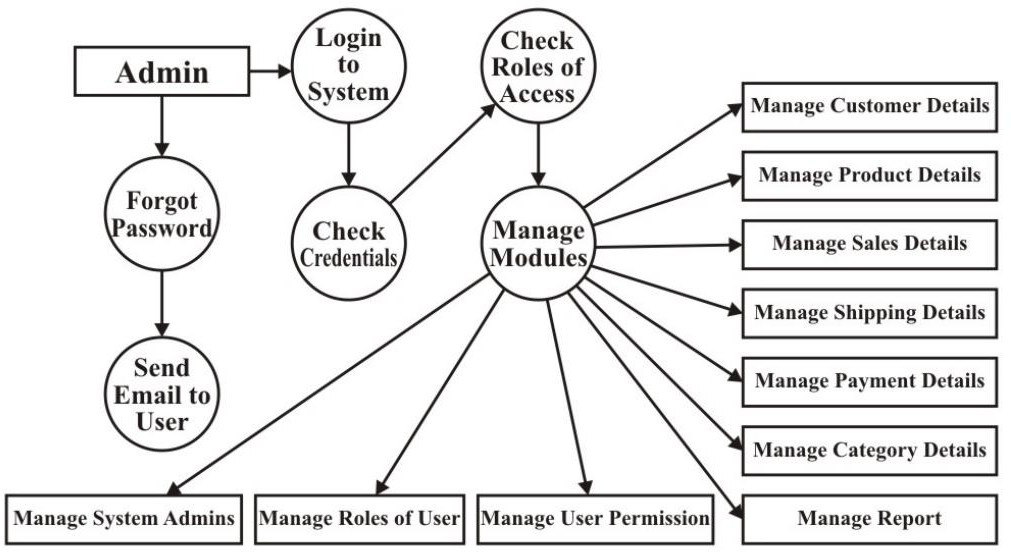 Admin
Login
to
System
Check
Roles of
Access
Forgot
Password
Check
Credentials
Manage
Modules
Send
Email to
User
Manage Customer Details
Manage Product Details
Manage Sales Details
Manage Shipping Details
Manage Payment Details
Manage Category Details
Manage Report
Manage System Admins
Manage Roles of User
Manage User Permission